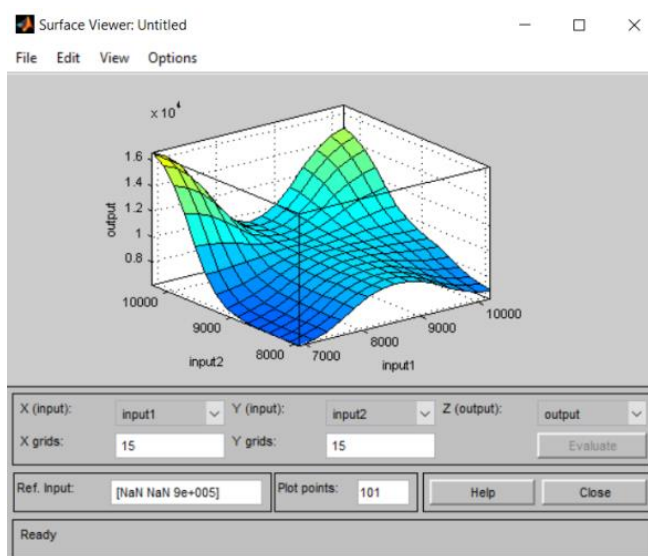 Surface Viewer: Untitled
File Edit View Options
x 10^4
1.6
1.4
1.2
1
0.8
output
10000
9000
8000
input2
7000
8000
9000
10000
input1
X (input): input1 Y (input): input2 Z (output): output
X grids: 15 Y grids: 15 Evaluate
Ref. Input: [NaN NaN 9e+005] Plot points: 101 Help Close
Ready